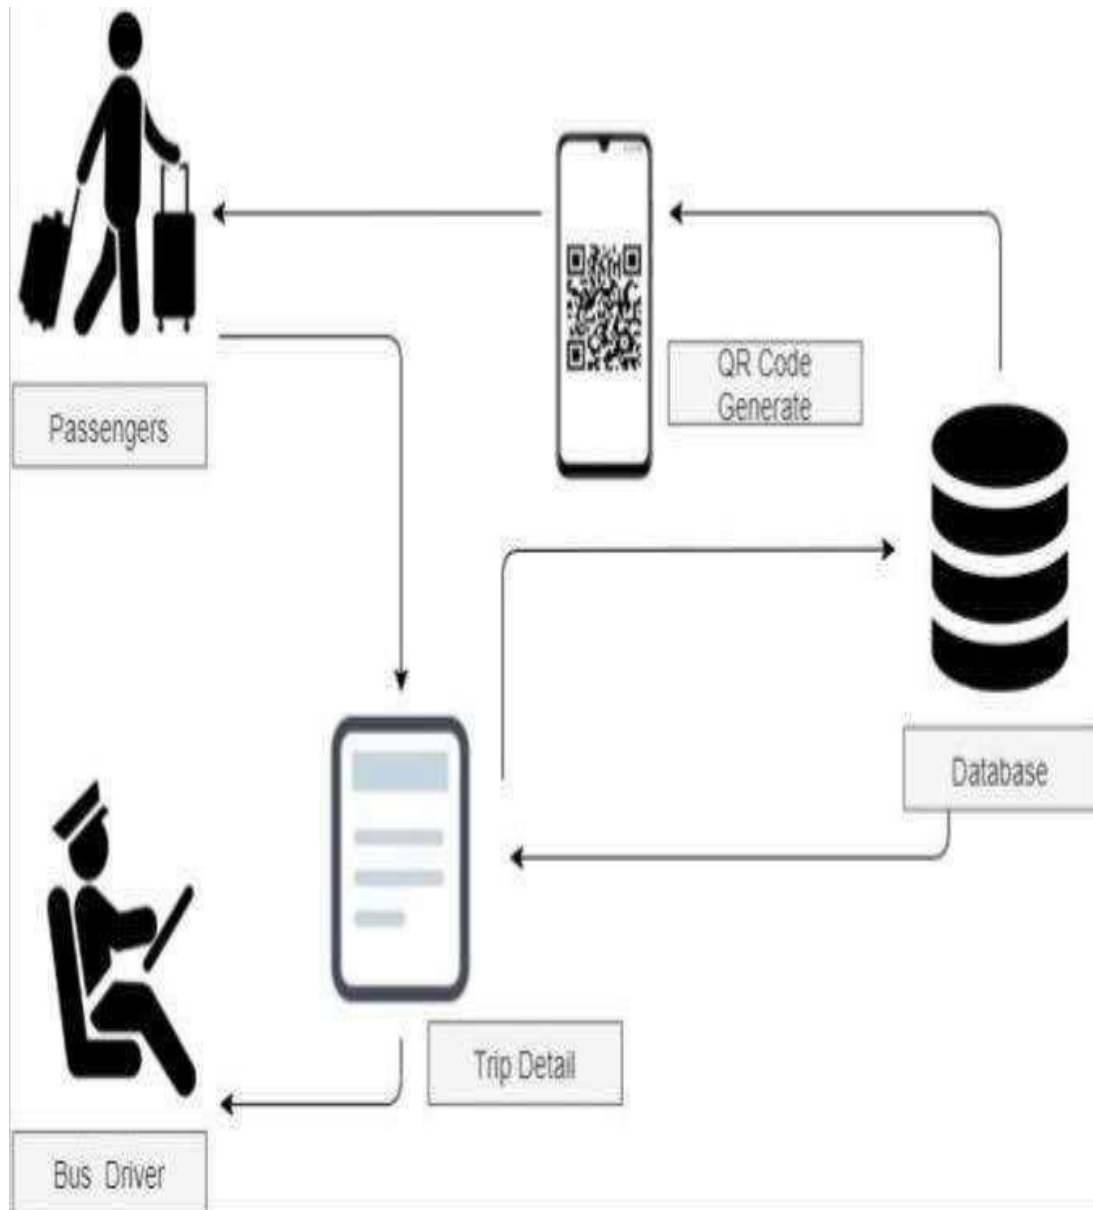 QR Code
Generate
Passengers
Database
Trip Detail
Bus Driver